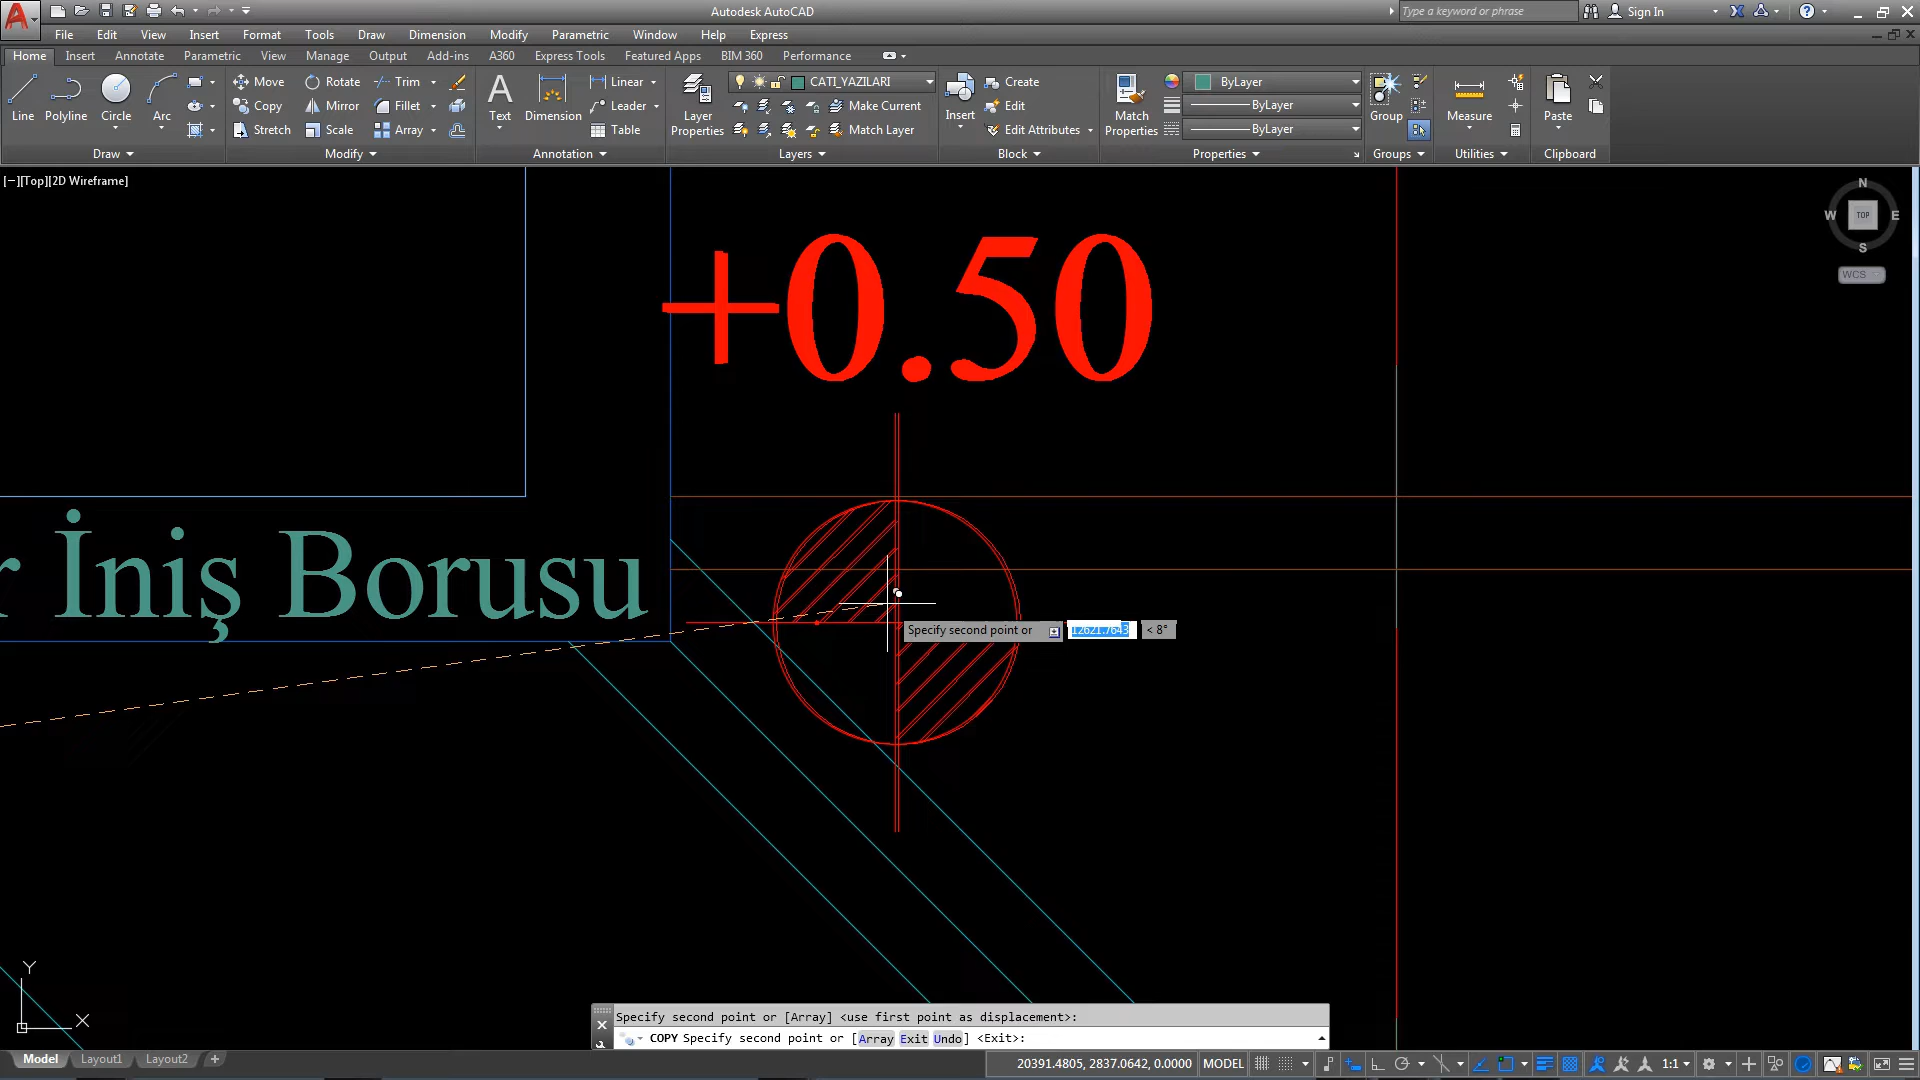 Autodesk AutoCAD
Type a keyword or phrase
Sign In
File Edit View Insert Format Tools Draw Dimension Modify Parametric Window Help Express
Home Insert Annotate Parametric View Manage Output Add-ins A360 Express Tools Featured Apps BIM 360 Performance
Line Polyline Circle Arc
Move Rotate Trim
Copy Mirror Fillet
Stretch Scale Array
Text Dimension
Linear
Leader
Table
Layer Properties
CATI_YAZILARI
Make Current
Match Layer
Insert
Create
Edit
Edit Attributes
Match Properties
ByLayer
ByLayer
ByLayer
Group
Measure
Paste
Draw Modify Annotation Layers Block Properties Groups Utilities Clipboard
[−][Top][2D Wireframe]
N
W TOP E
S
WCS
+0.50
r İniş Borusu
Specify second point or 12621.7643 < 8°
Y
X
Specify second point or [Array] <use first point as displacement>:
COPY Specify second point or [Array Exit Undo] <Exit>:
Model Layout1 Layout2 +
20391.4805, 2837.0642, 0.0000 MODEL 1:1